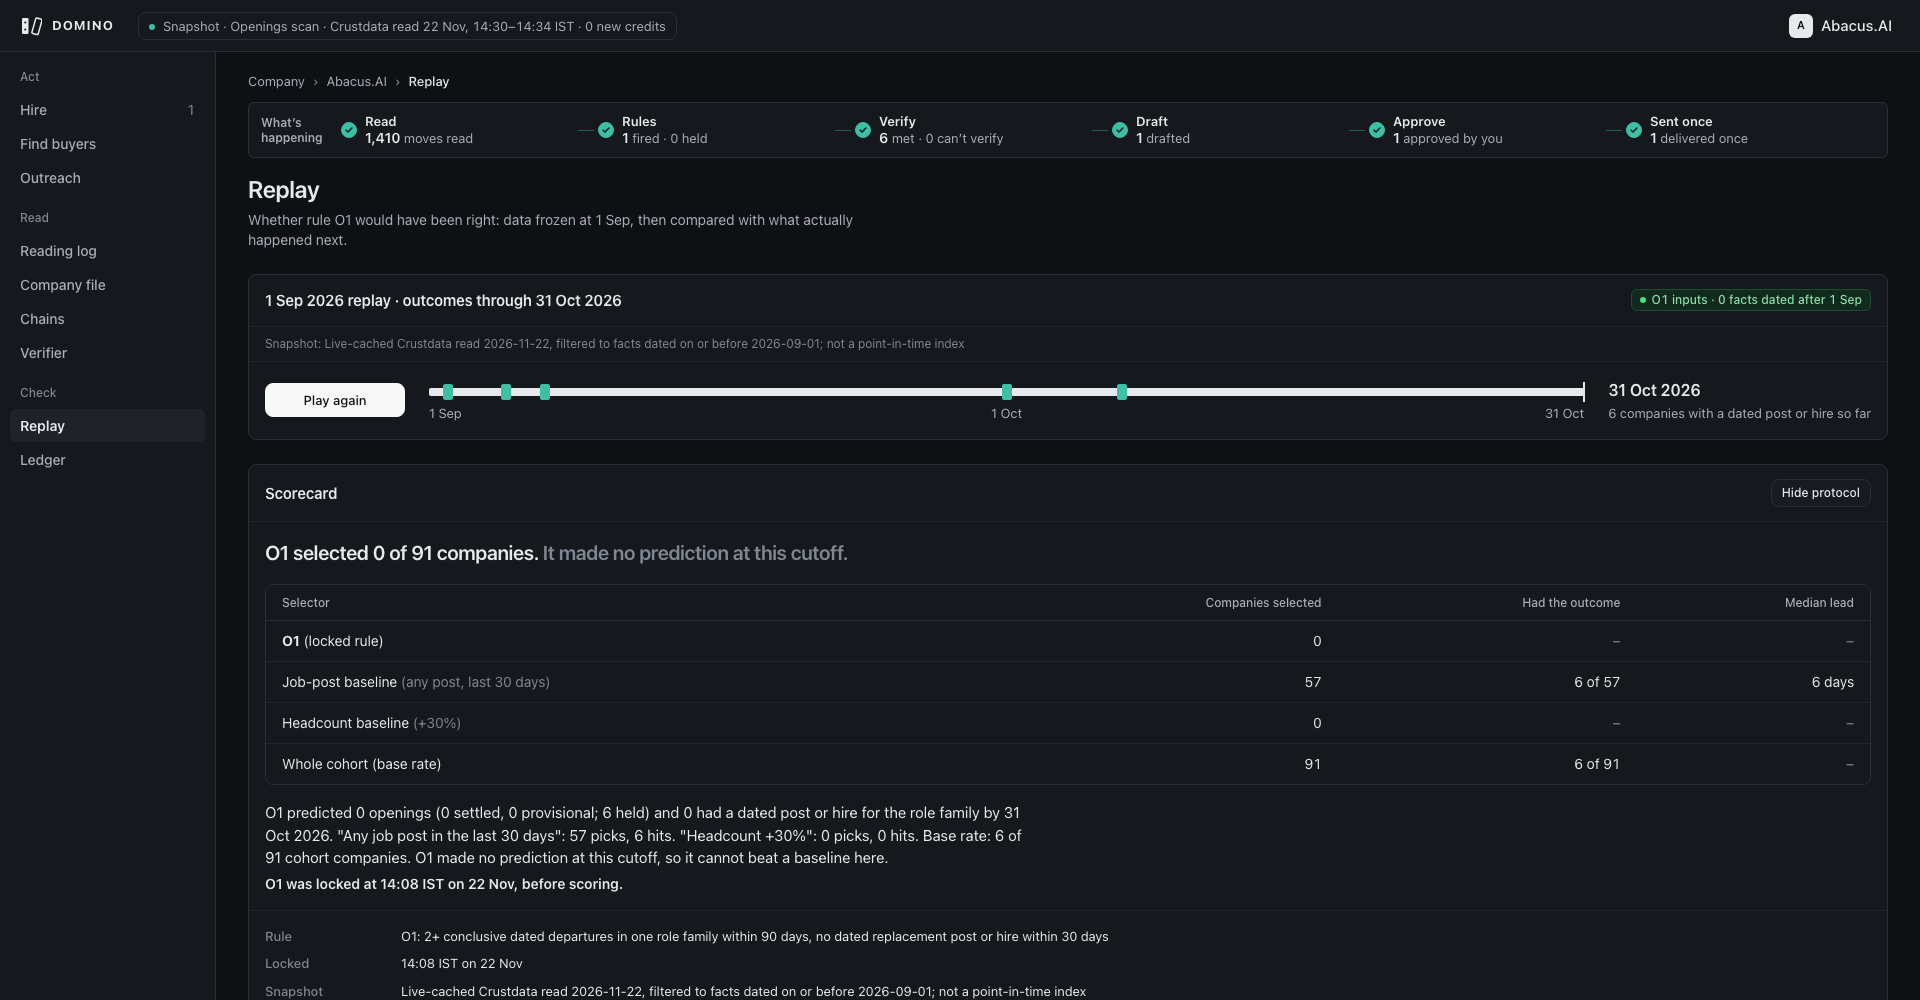 DOMINO
Snapshot · Openings scan · Crustdata read 22 Nov, 14:30–14:34 IST · 0 new credits
A
Abacus.AI
Act
Hire 1
Find buyers
Outreach
Read
Reading log
Company file
Chains
Verifier
Check
Replay
Ledger
Company › Abacus.AI › Replay
What's happening
Read
1,410 moves read
Rules
1 fired · 0 held
Verify
6 met · 0 can't verify
Draft
1 drafted
Approve
1 approved by you
Sent once
1 delivered once
Replay
Whether rule O1 would have been right: data frozen at 1 Sep, then compared with what actually
happened next.
1 Sep 2026 replay · outcomes through 31 Oct 2026
O1 inputs · 0 facts dated after 1 Sep
Snapshot: Live-cached Crustdata read 2026-11-22, filtered to facts dated on or before 2026-09-01; not a point-in-time index
Play again
1 Sep
1 Oct
31 Oct
31 Oct 2026
6 companies with a dated post or hire so far
Scorecard
Hide protocol
O1 selected 0 of 91 companies. It made no prediction at this cutoff.
Selector Companies selected Had the outcome Median lead
O1 (locked rule) 0 – –
Job-post baseline (any post, last 30 days) 57 6 of 57 6 days
Headcount baseline (+30%) 0 – –
Whole cohort (base rate) 91 6 of 91 –
O1 predicted 0 openings (0 settled, 0 provisional; 6 held) and 0 had a dated post or hire for the role family by 31
Oct 2026. "Any job post in the last 30 days": 57 picks, 6 hits. "Headcount +30%": 0 picks, 0 hits. Base rate: 6 of
91 cohort companies. O1 made no prediction at this cutoff, so it cannot beat a baseline here.
O1 was locked at 14:08 IST on 22 Nov, before scoring.
Rule O1: 2+ conclusive dated departures in one role family within 90 days, no dated replacement post or hire within 30 days
Locked 14:08 IST on 22 Nov
Snapshot Live-cached Crustdata read 2026-11-22, filtered to facts dated on or before 2026-09-01; not a point-in-time index